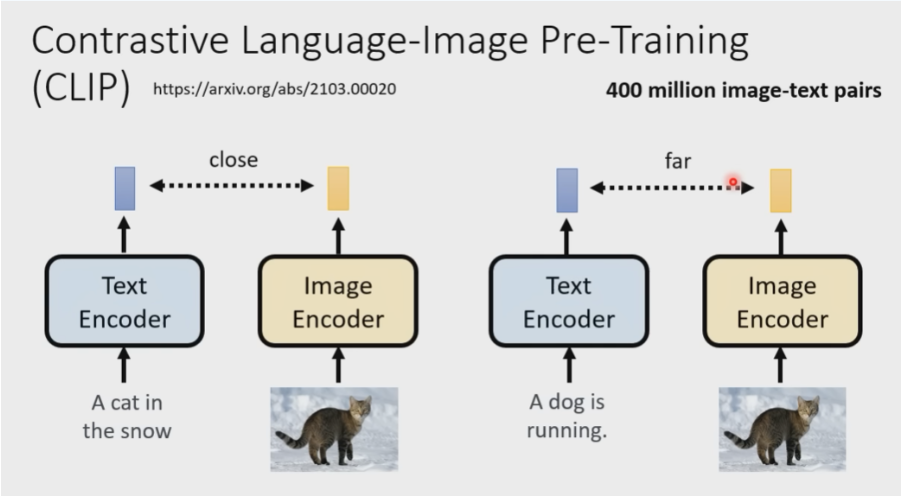 Contrastive Language-Image Pre-Training
(CLIP) https://arxiv.org/abs/2103.00020 400 million image-text pairs
close
far
Text
Encoder
Image
Encoder
Text
Encoder
Image
Encoder
A cat in
the snow
A dog is
running.